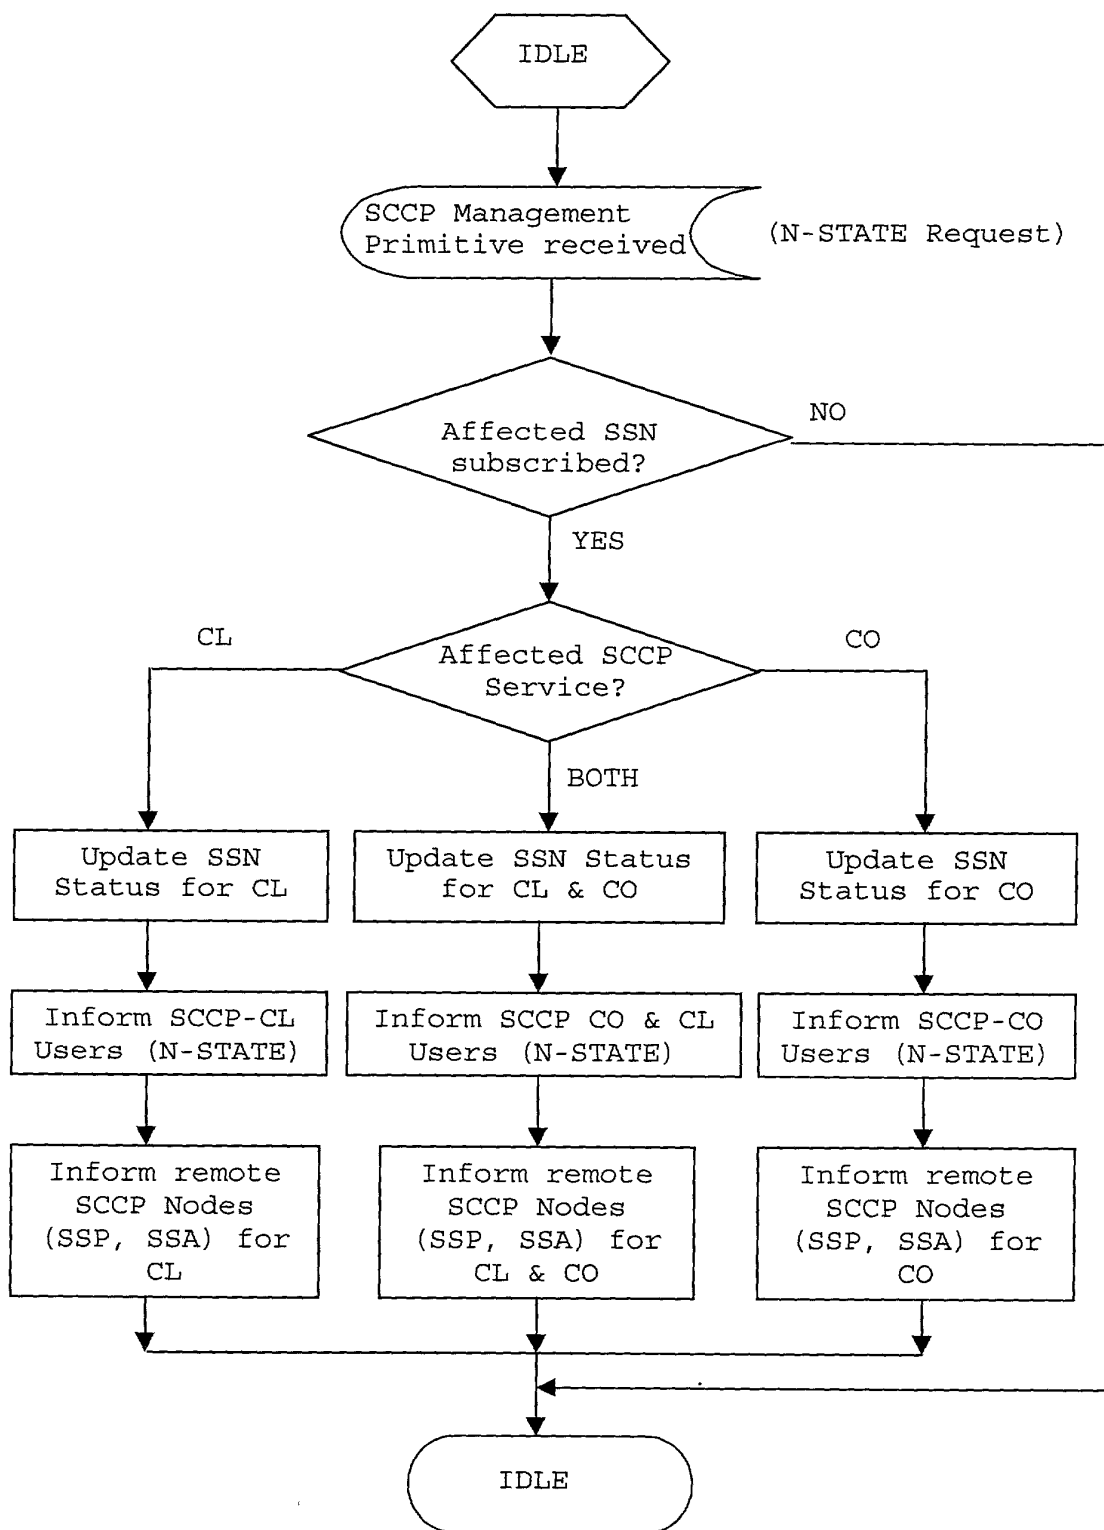 IDLE
SCCP Management
Primitive received
(N-STATE Request)
NO
Affected SSN
subscribed?
YES
CL
CO
Affected SCCP
Service?
BOTH
Update SSN
Status for CL
Update SSN Status
for CL & CO
Update SSN
Status for CO
Inform SCCP-CL
Users (N-STATE)
Inform SCCP CO & CL
Users (N-STATE)
Inform SCCP-CO
Users (N-STATE)
Inform remote
SCCP Nodes
(SSP, SSA) for
CL
Inform remote
SCCP Nodes
(SSP, SSA) for
CL & CO
Inform remote
SCCP Nodes
(SSP, SSA) for
CO
IDLE